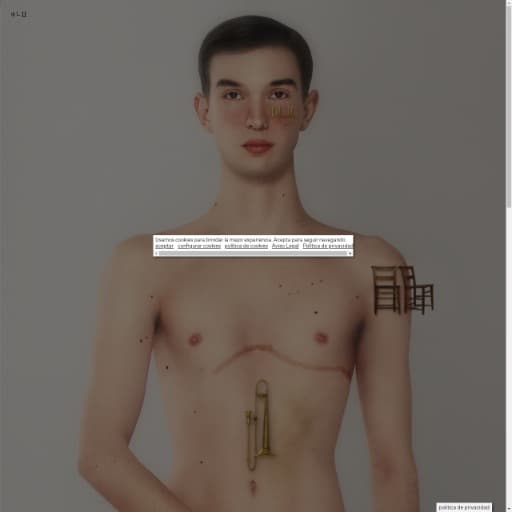 Usamos cookies para brindar la mejor experiencia. Acepta para seguir navegando.
aceptar configurar cookies política de cookies Aviso Legal Política de privacidad
política de privacidad